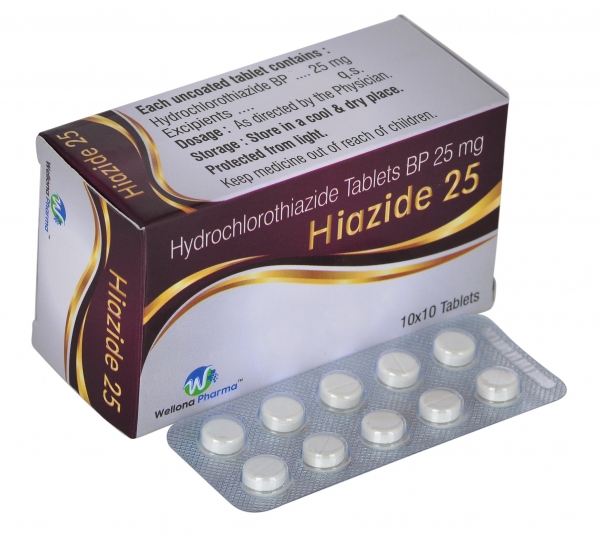 Each uncoated tablet contains :
Hydrochlorothiazide BP .... 25 mg
Excipients .... q.s.
Dosage : As directed by the Physician.
Storage : Store in a cool & dry place.
Protected from light.
Keep medicine out of reach of children.
Hydrochlorothiazide Tablets BP 25 mg
Hiazide 25
10x10 Tablets
Wellona Pharma™
Hiazide 25
Wellona Pharma™
Hiazide 25